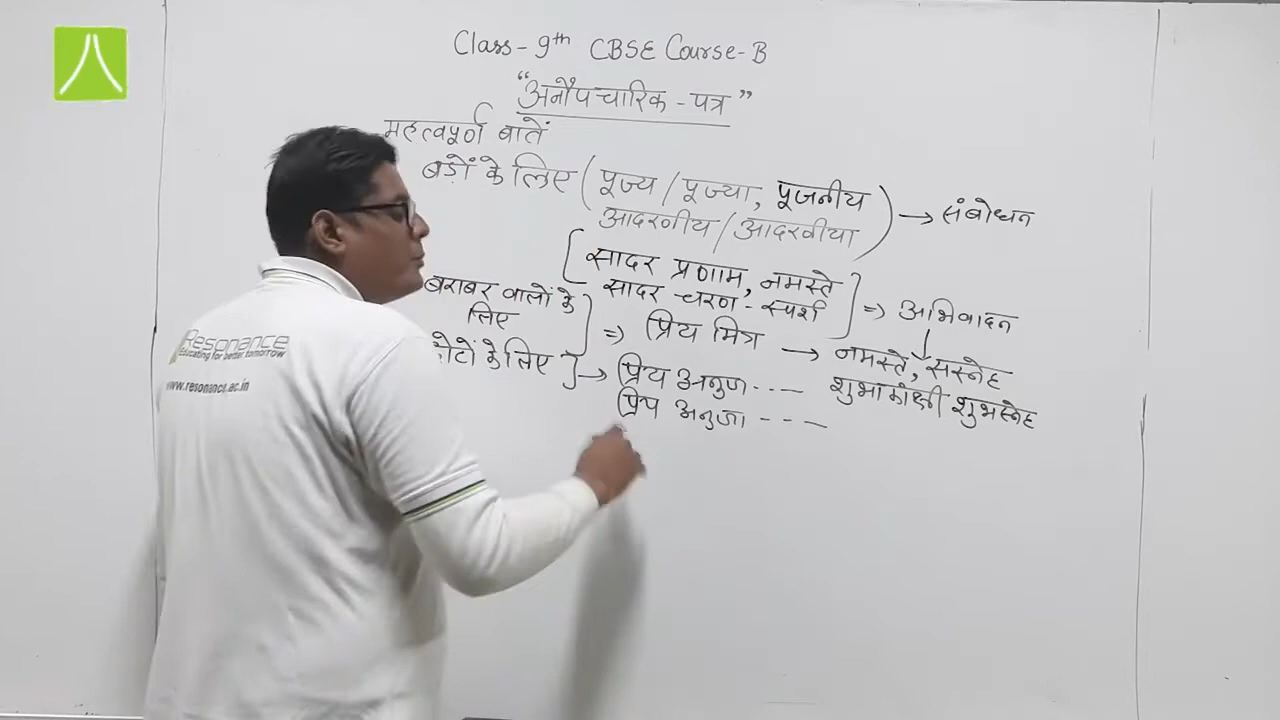 Class - 9th CBSE Course-B
"अनौपचारिक - पत्र"
महत्वपूर्ण बातें
बड़ों के लिए (पूज्य / पूज्या, पूजनीय
आदरणीय / आदरणीया) → संबोधन
[सादर प्रणाम, नमस्ते
सादर चरण - स्पर्श] => अभिवादन
बराबर वालों के
लिए } => प्रिय मित्र → नमस्ते, सस्नेह
के लिए } → प्रिय अनुज - - - शुभाकांक्षी शुभस्नेह
प्रिय अनुजा - - -
Resonance
Educating for better tomorrow
www.resonance.ac.in